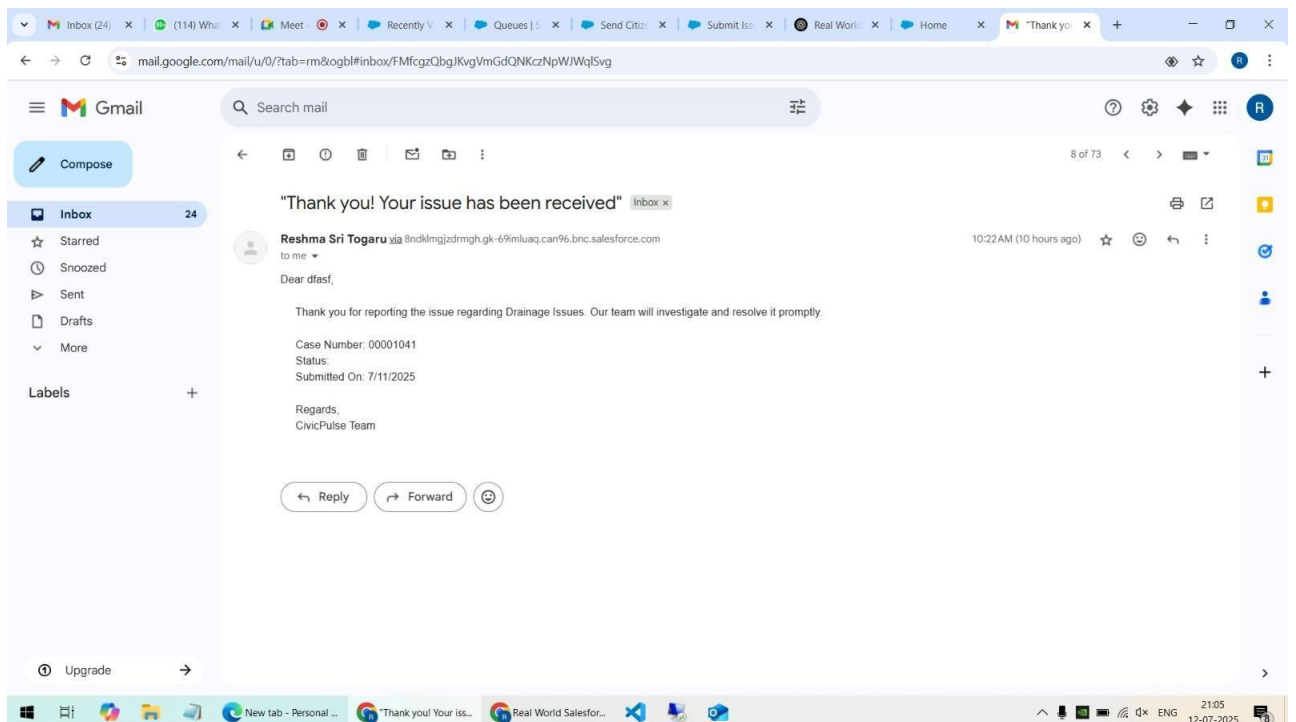 Inbox (24)
(114) Wha
Meet -
Recently V
Queues | S
Send Citize
Submit Iss
Real World
Home
"Thank yo
mail.google.com/mail/u/0/?tab=rm&ogbl#inbox/FMfcgzQbgJKvgVmGdQNKczNpWJWqlSvg
R
Gmail
Search mail
R
Compose
8 of 73
31
"Thank you! Your issue has been received" Inbox x
Inbox 24
Starred
Snoozed
Sent
Drafts
More
Labels
Reshma Sri Togaru via 8ndklmgjzdrmgh.gk-69imluaq.can96.bnc.salesforce.com
10:22 AM (10 hours ago)
to me
Dear dfasf,
Thank you for reporting the issue regarding Drainage Issues. Our team will investigate and resolve it promptly.
Case Number: 00001041
Status:
Submitted On: 7/11/2025
Regards,
CivicPulse Team
Reply
Forward
Upgrade
New tab - Personal ...
"Thank you! Your iss...
Real World Salesfor...
ENG
21:05
12-07-2025